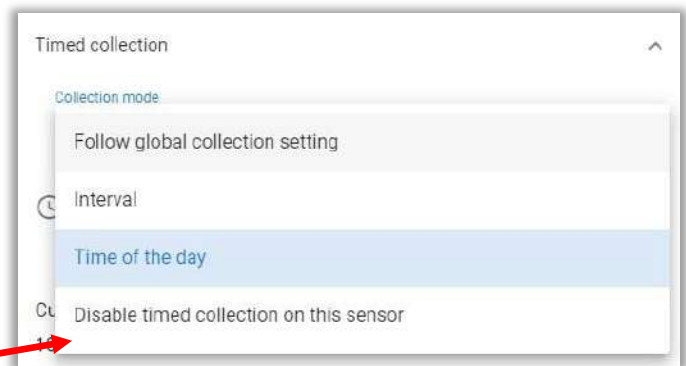 Timed collection
Collection mode
Follow global collection setting
Interval
Time of the day
Cu
Disable timed collection on this sensor